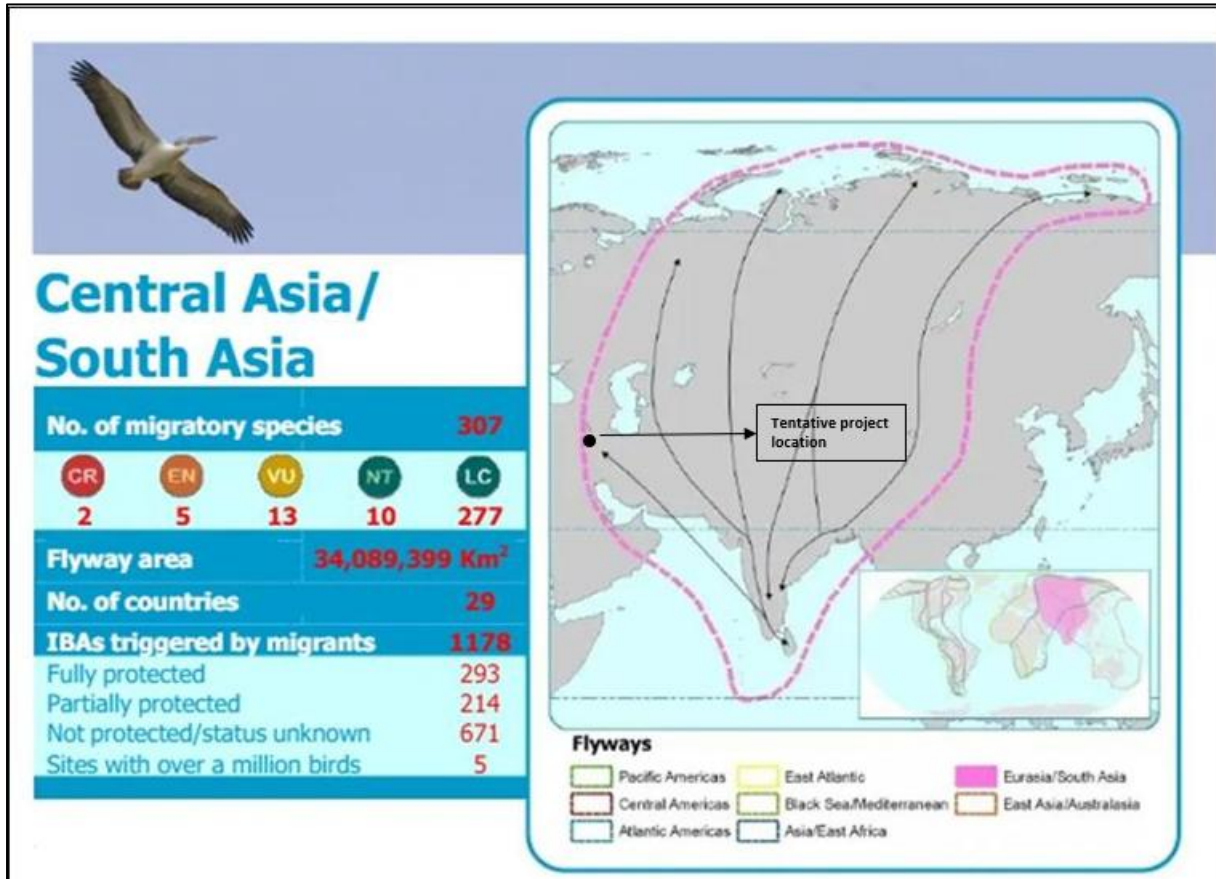 Central Asia/
South Asia
No. of migratory species 307
CR EN VU NT LC
2 5 13 10 277
Flyway area 34,089,399 Km²
No. of countries 29
IBAs triggered by migrants 1178
Fully protected 293
Partially protected 214
Not protected/status unknown 671
Sites with over a million birds 5
Tentative project
location
Flyways
Pacific Americas East Atlantic Eurasia/South Asia
Central Americas Black Sea/Mediterranean East Asia/Australasia
Atlantic Americas Asia/East Africa